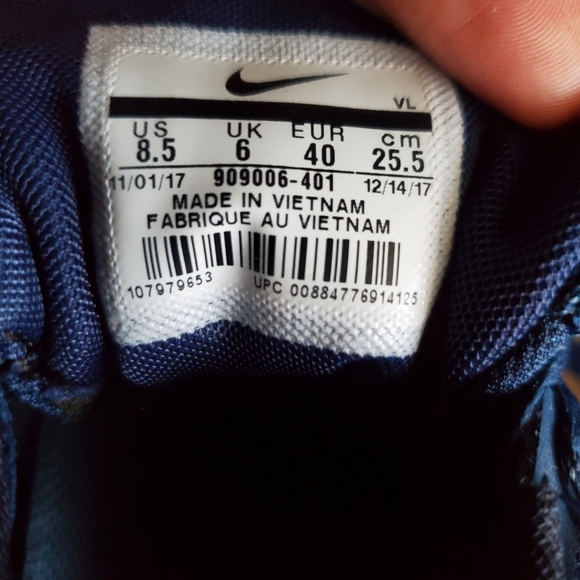 VL
US UK EUR cm
8.5 6 40 25.5
11/01/17 909006-401 12/14/17
MADE IN VIETNAM
FABRIQUE AU VIETNAM
107979653 UPC 00884776914125